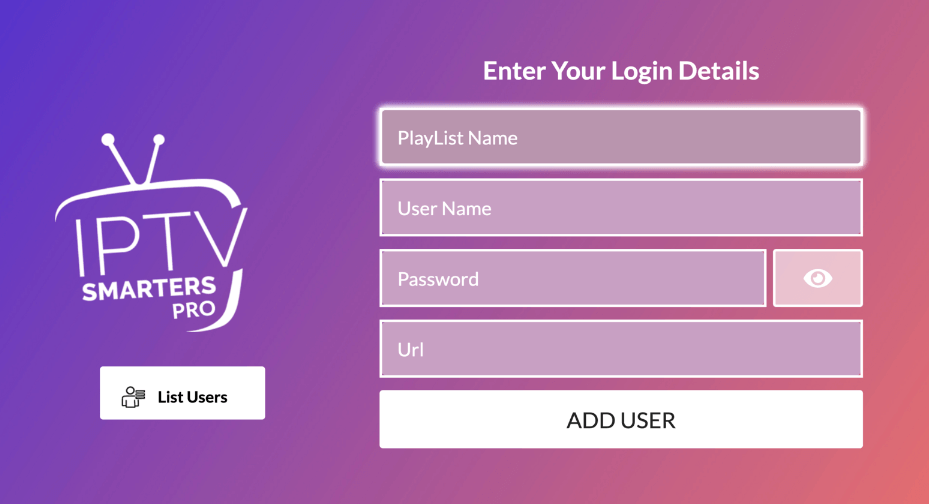 Enter Your Login Details
PlayList Name
User Name
Password
Url
ADD USER
IPTV
SMARTERS
PRO
List Users